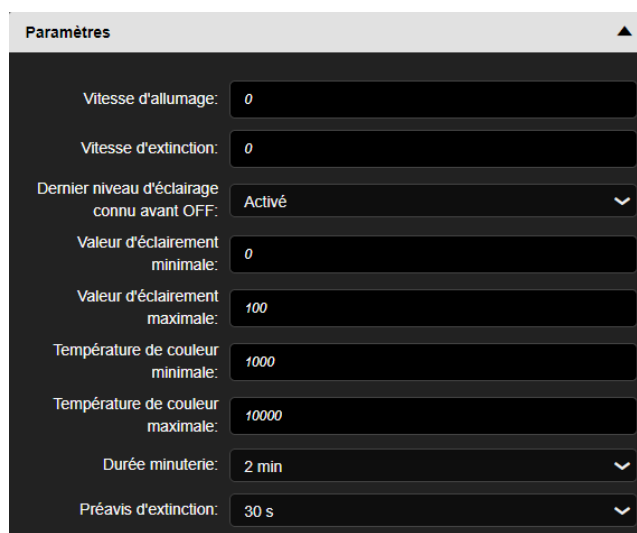 Paramètres
Vitesse d'allumage: 0
Vitesse d'extinction: 0
Dernier niveau d'éclairage
connu avant OFF: Activé
Valeur d'éclairement
minimale: 0
Valeur d'éclairement
maximale: 100
Température de couleur
minimale: 1000
Température de couleur
maximale: 10000
Durée minuterie: 2 min
Préavis d'extinction: 30 s